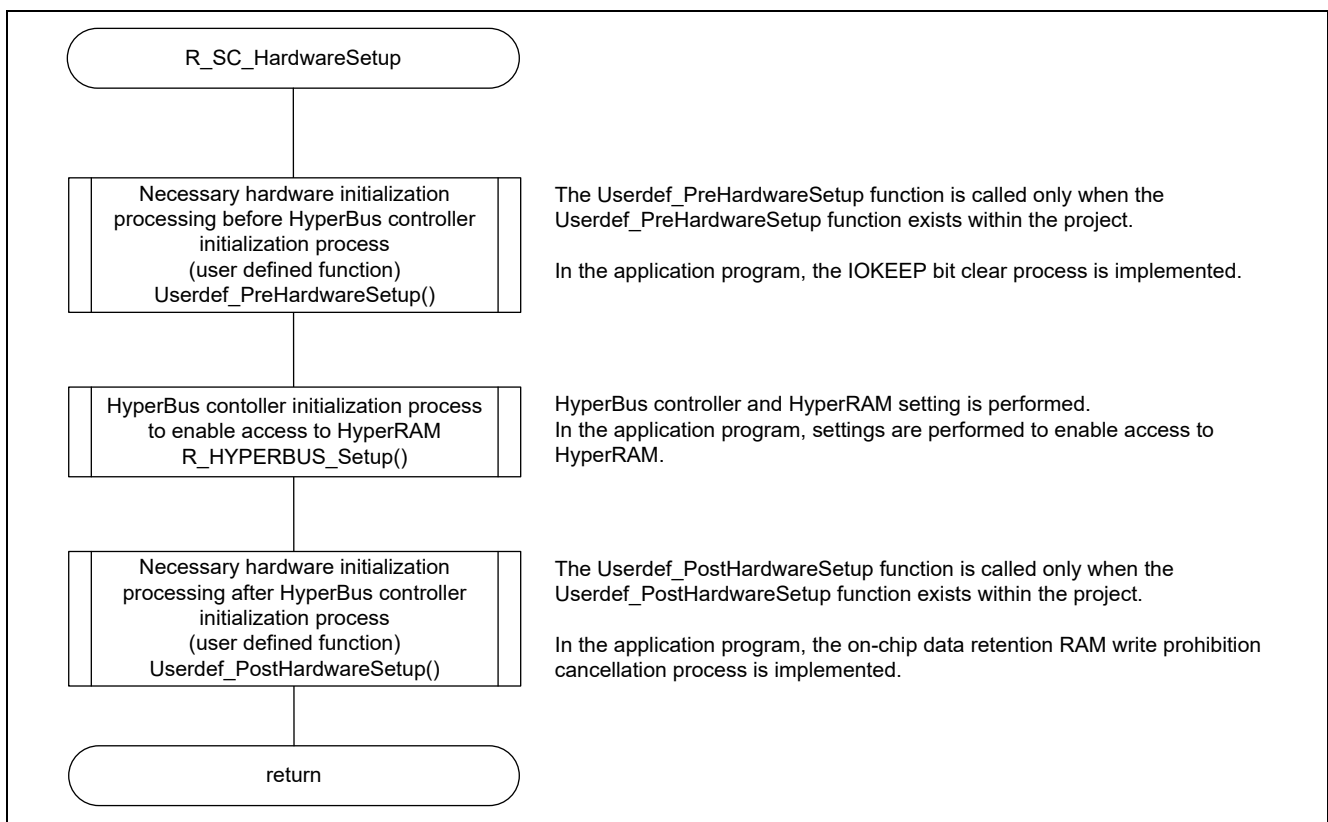 R_SC_HardwareSetup
Necessary hardware initialization
processing before HyperBus controller
initialization process
(user defined function)
Userdef_PreHardwareSetup()
The Userdef_PreHardwareSetup function is called only when the
Userdef_PreHardwareSetup function exists within the project.
In the application program, the IOKEEP bit clear process is implemented.
HyperBus contoller initialization process
to enable access to HyperRAM
R_HYPERBUS_Setup()
HyperBus controller and HyperRAM setting is performed.
In the application program, settings are performed to enable access to
HyperRAM.
Necessary hardware initialization
processing after HyperBus controller
initialization process
(user defined function)
Userdef_PostHardwareSetup()
The Userdef_PostHardwareSetup function is called only when the
Userdef_PostHardwareSetup function exists within the project.
In the application program, the on-chip data retention RAM write prohibition
cancellation process is implemented.
return